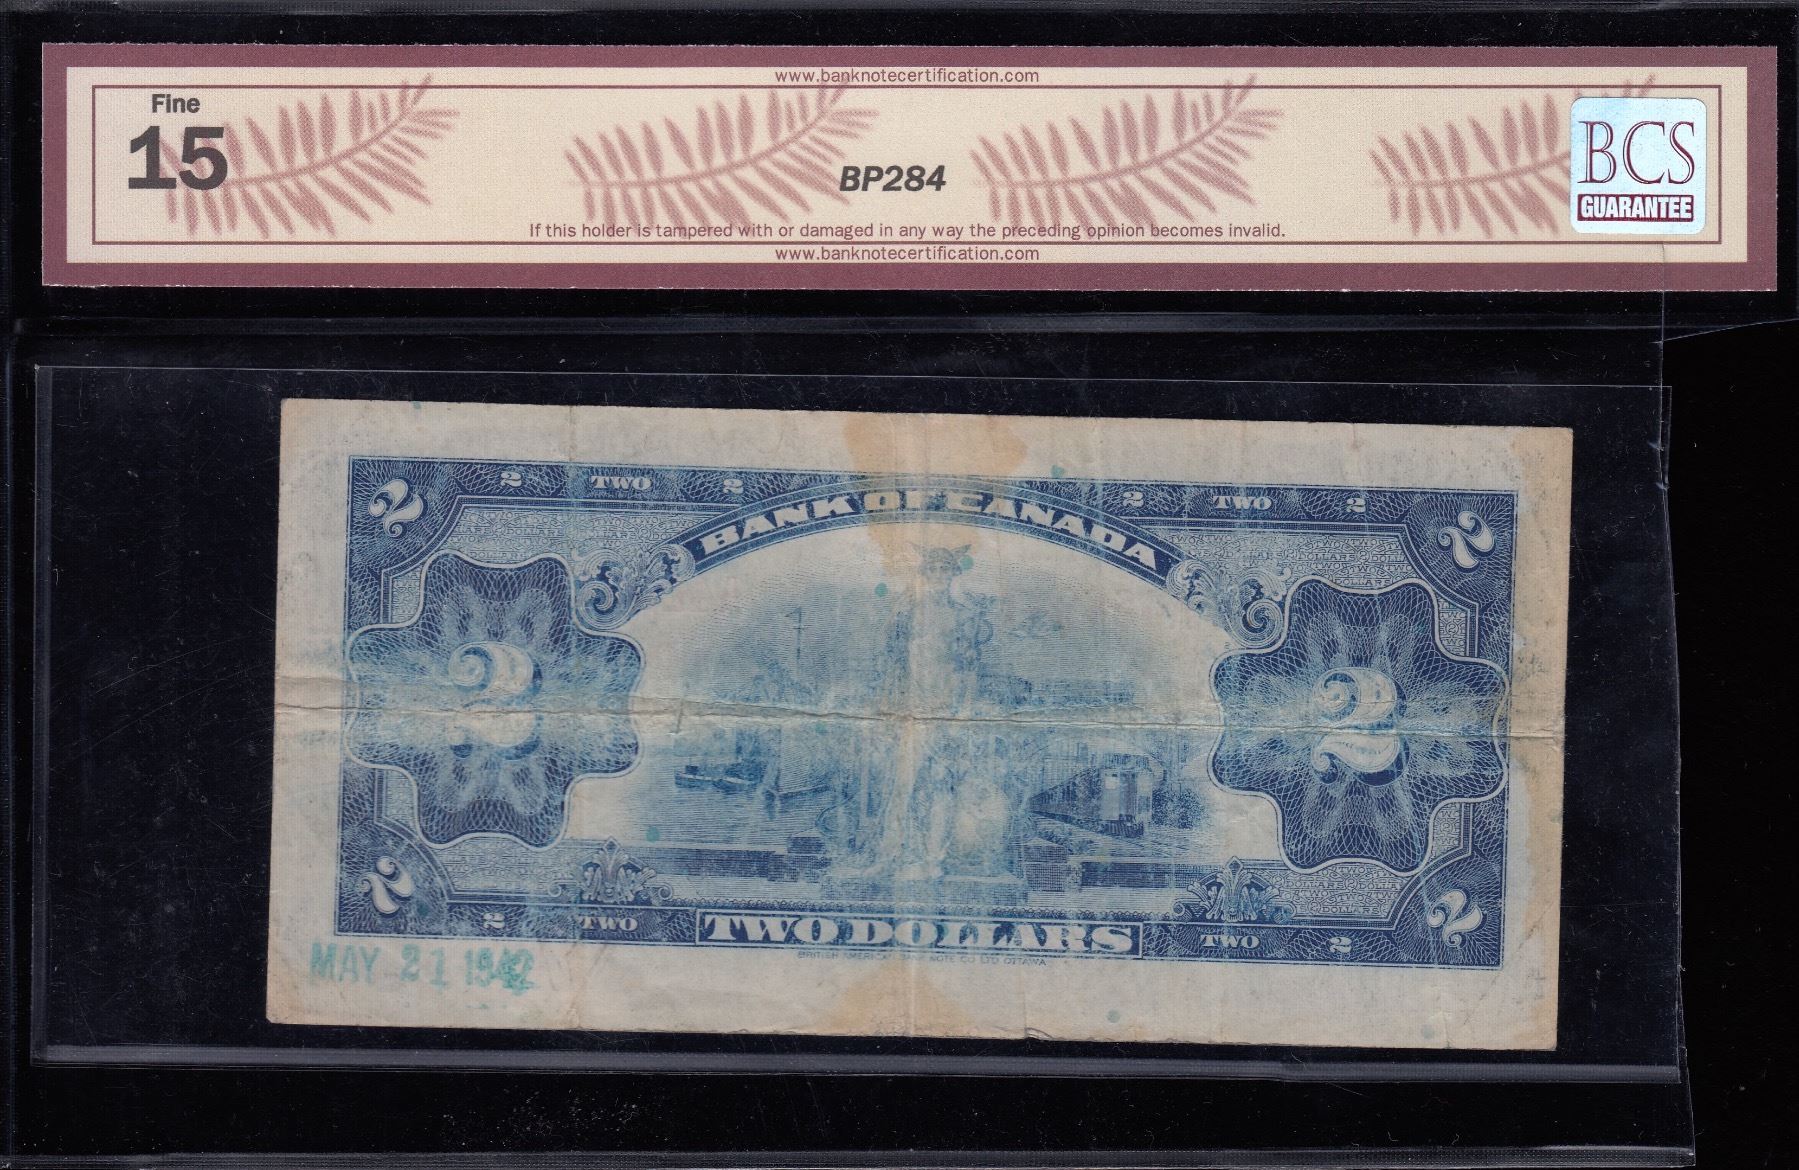 www.banknotecertification.com
Fine
15
BP284
BCS
GUARANTEE
If this holder is tampered with or damaged in any way the preceding opinion becomes invalid.
www.banknotecertification.com
2 TWO 2 2 TWO 2
2 2
BANK OF CANADA
2 2
2 2
2 TWO TWO DOLLARS TWO 2
BRITISH AMERICAN BANK NOTE CO LTD OTTAWA
MAY 21 1942